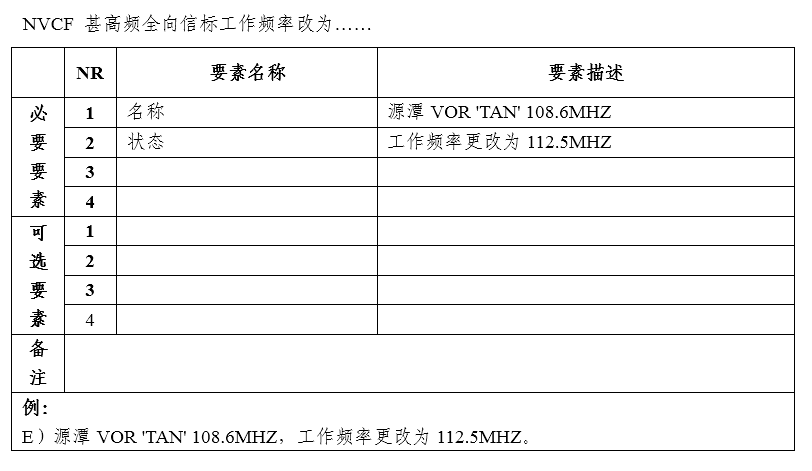 NVCF 甚高频全向信标工作频率改为……
NR 要素名称 要素描述
必要要素
1 名称 源潭 VOR 'TAN' 108.6MHZ
2 状态 工作频率更改为 112.5MHZ
3
4
可选要素
1
2
3
4
备注
例：
E）源潭 VOR 'TAN' 108.6MHZ，工作频率更改为 112.5MHZ。